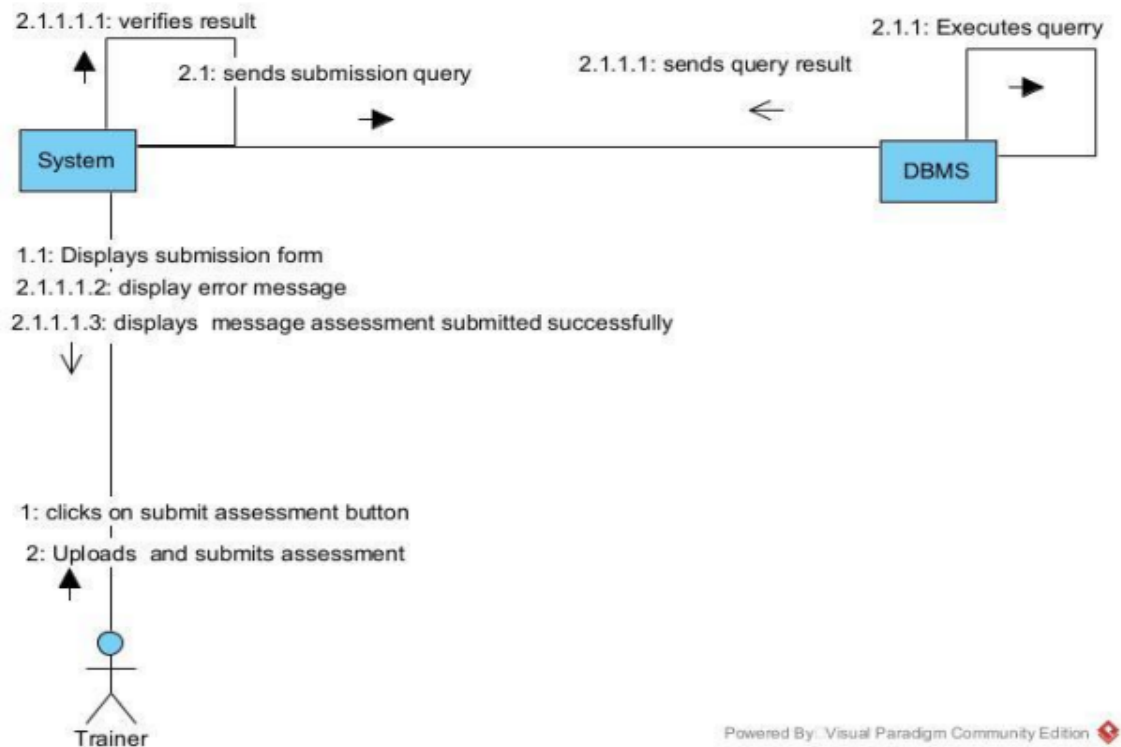 2.1.1.1.1: verifies result
2.1.1: Executes querry
2.1: sends submission query
2.1.1.1: sends query result
System
DBMS
1.1: Displays submission form
2.1.1.1.2: display error message
2.1.1.1.3: displays message assessment submitted successfully
1: clicks on submit assessment button
2: Uploads and submits assessment
Trainer
Powered By: Visual Paradigm Community Edition